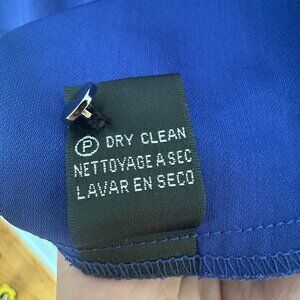 Ⓟ DRY CLEAN
NETTOYAGE A SEC
LAVAR EN SECO